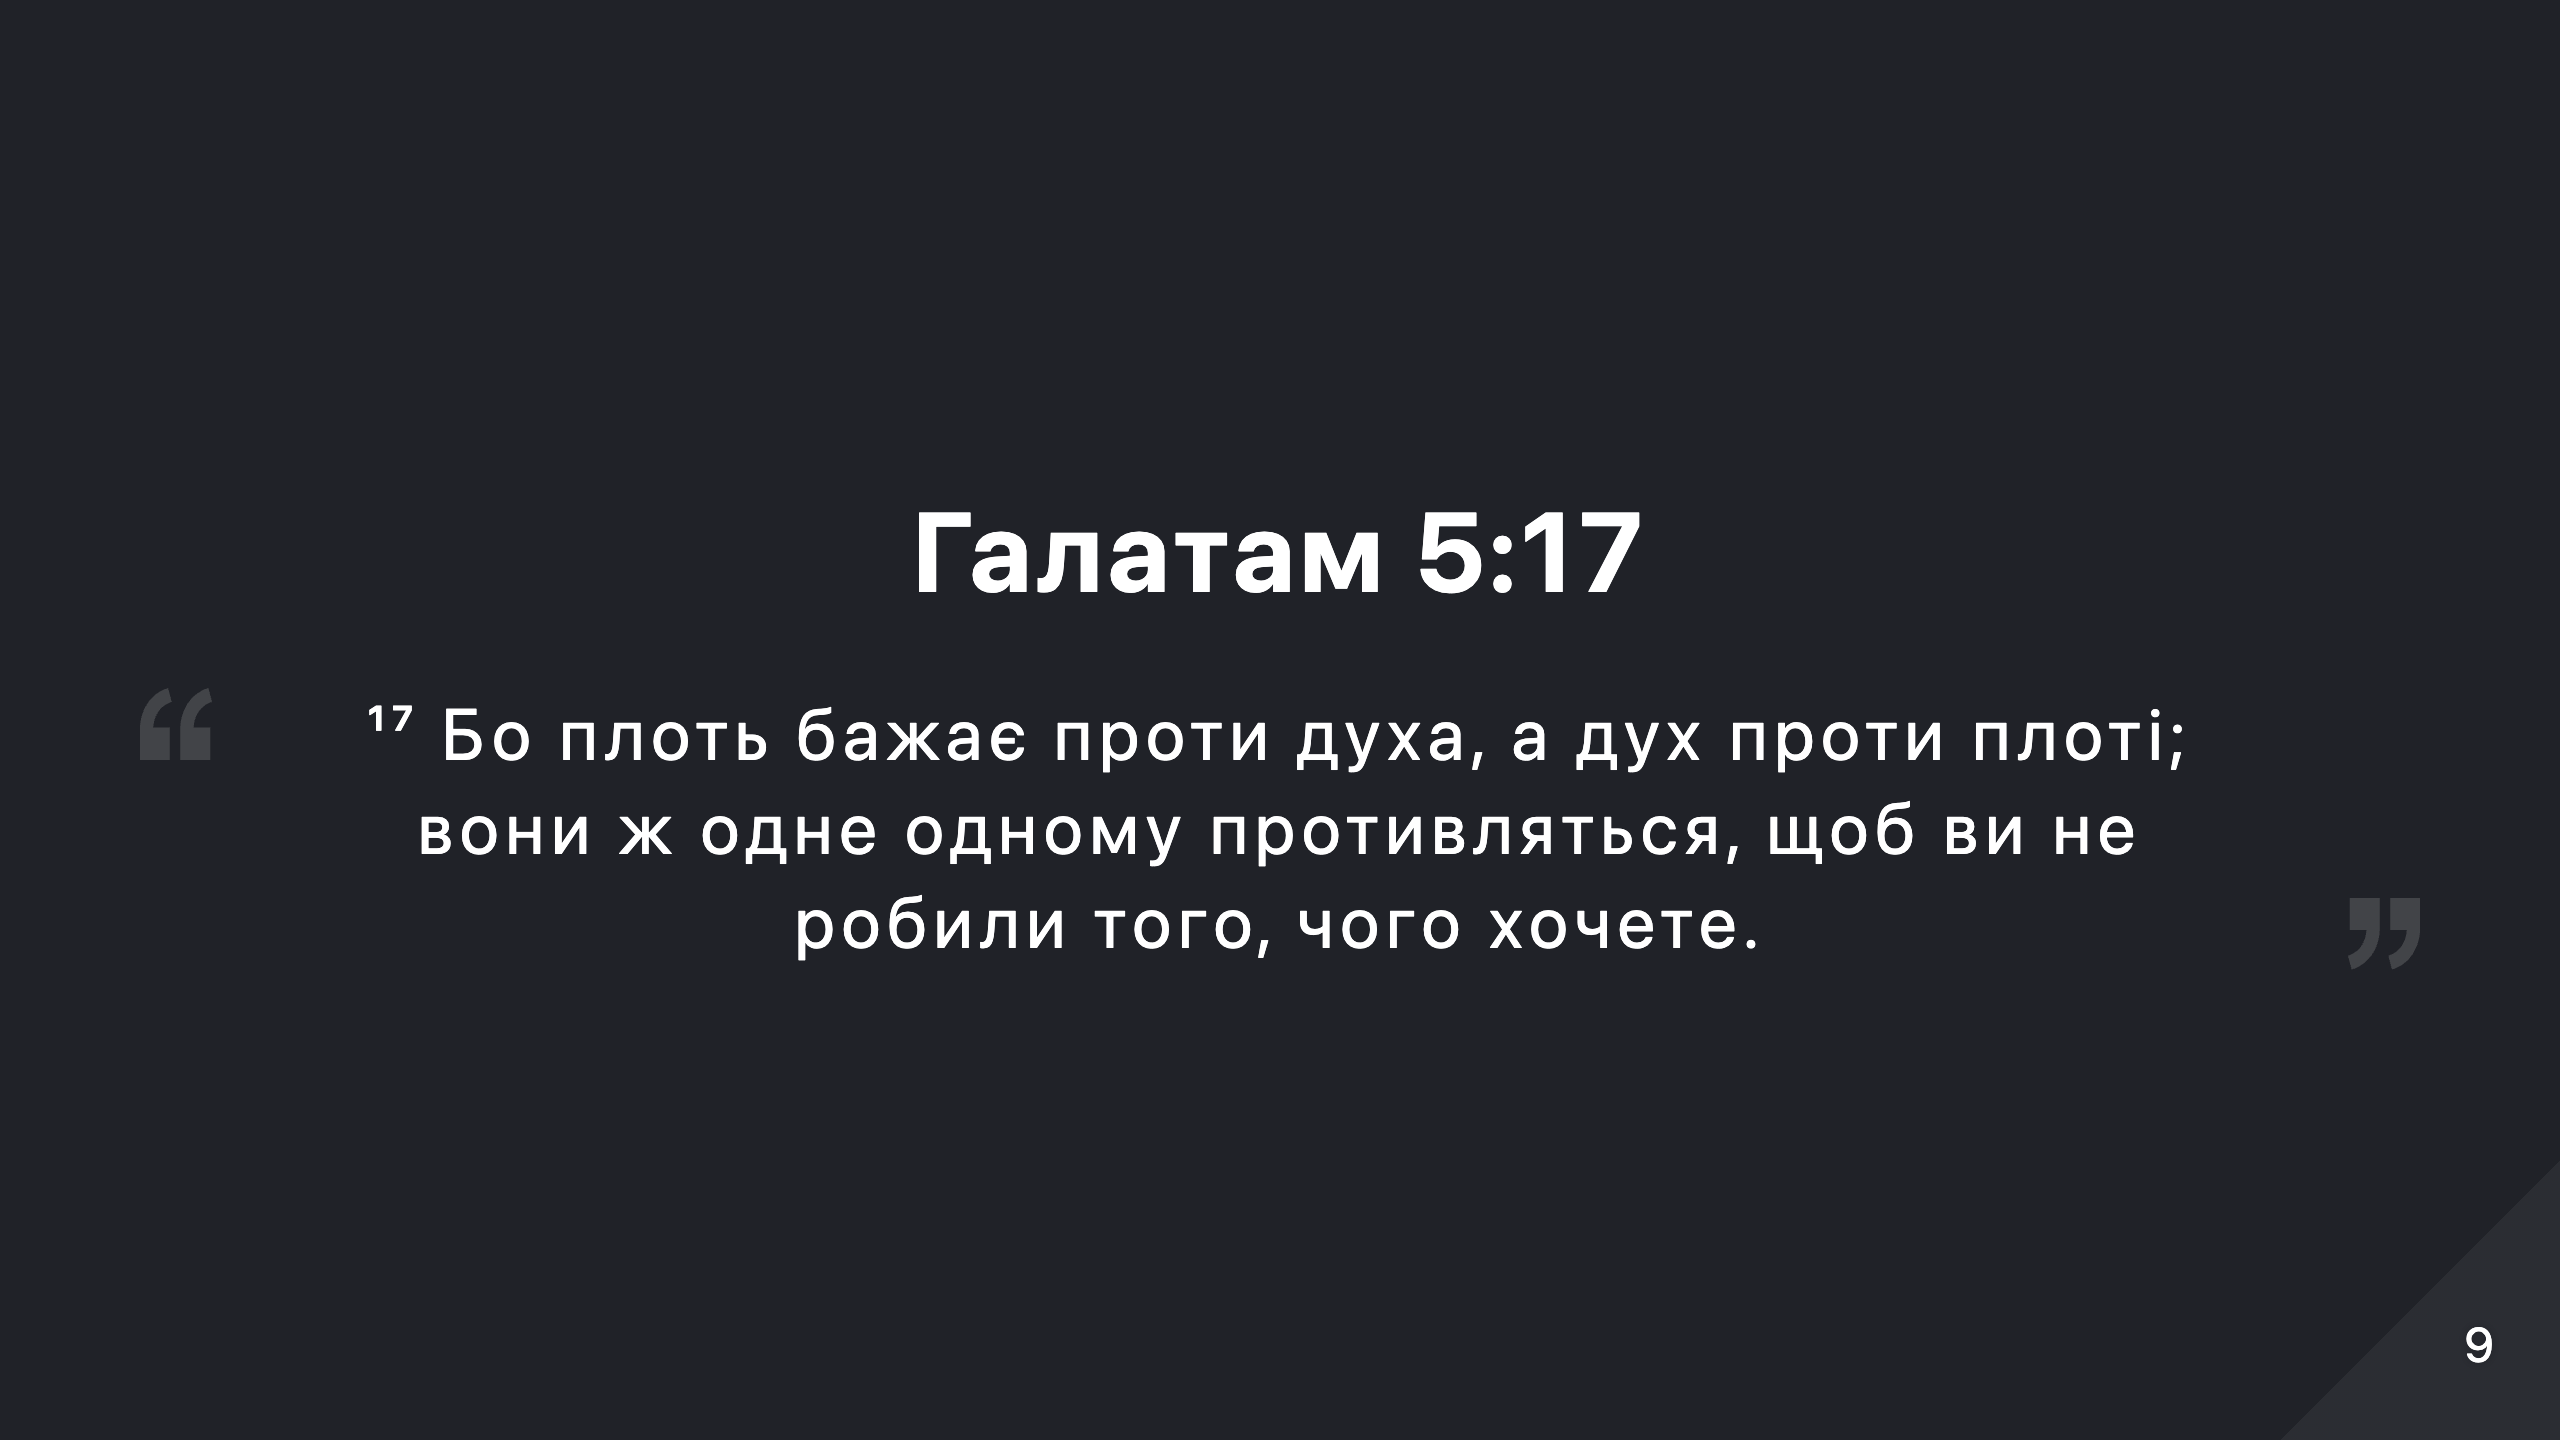 Галатам 5:17
“ ¹⁷ Бо плоть бажає проти духа, а дух проти плоті;
вони ж одне одному противляться, щоб ви не
робили того, чого хочете. ”
9